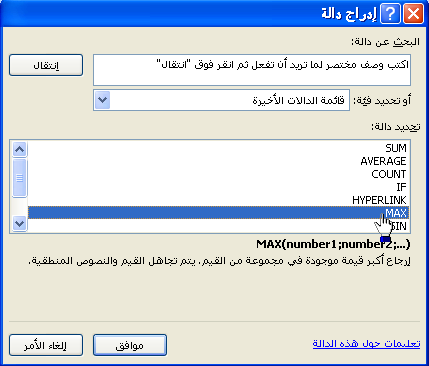 إدراج دالة
البحث عن دالة:
اكتب وصف مختصر لما تريد أن تفعل ثم انقر فوق "انتقال"
إنتقال
أو تحديد فئة: قائمة الدالات الأخيرة
تحديد دالة:
SUM
AVERAGE
COUNT
IF
HYPERLINK
MAX
SIN
MAX(number1;number2;...)
إرجاع أكبر قيمة موجودة في مجموعة من القيم. يتم تجاهل القيم والنصوص المنطقية.
تعليمات حول هذه الدالة
موافق
إلغاء الأمر